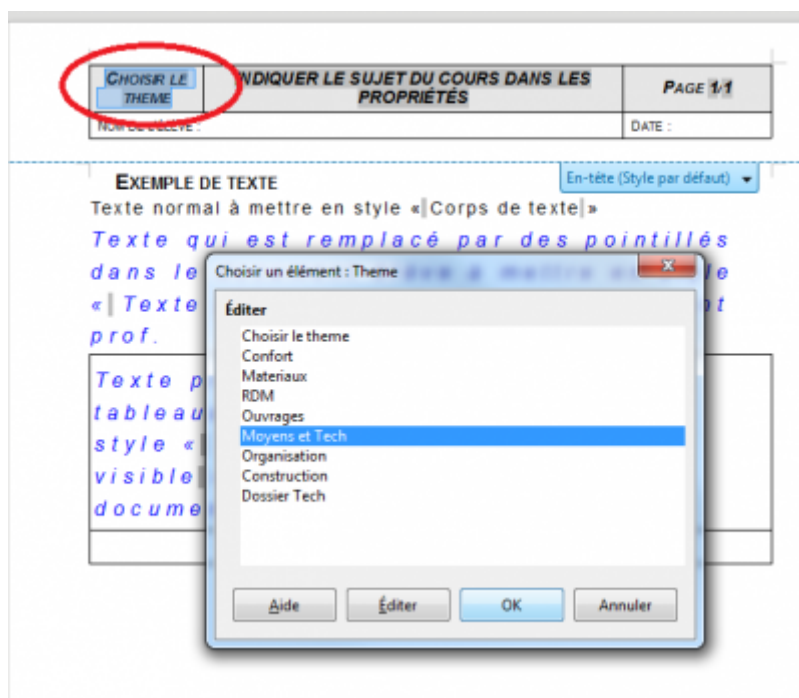 CHOISIR LE THEME
INDIQUER LE SUJET DU COURS DANS LES PROPRIÉTÉS
PAGE 1/1
NOM DE L'ELEVE :
DATE :
En-tête (Style par défaut)
EXEMPLE DE TEXTE
Texte normal à mettre en style « Corps de texte »
Texte qui est remplacé par des pointillés
dans le
« Texte
prof.
Texte
tableau
style «
visible
docume
Choisir un élément : Theme
Éditer
Choisir le theme
Confort
Materiaux
RDM
Ouvrages
Moyens et Tech
Organisation
Construction
Dossier Tech
Aide
Éditer
OK
Annuler